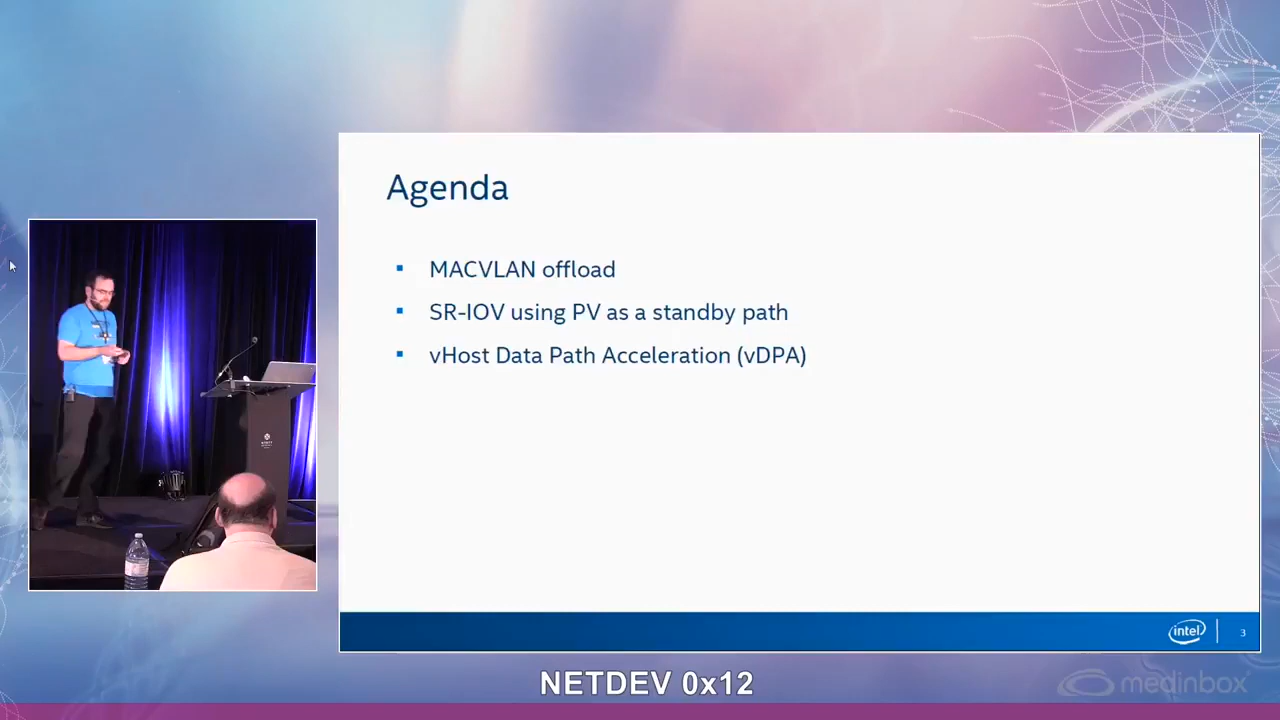 Agenda
▪ MACVLAN offload
▪ SR-IOV using PV as a standby path
▪ vHost Data Path Acceleration (vDPA)
intel
3
NETDEV 0x12
medinbox